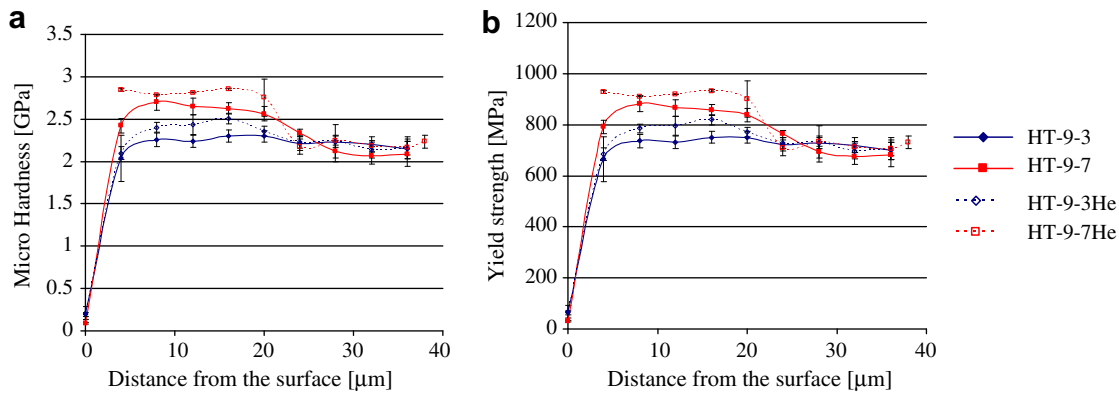 a
Micro Hardness [GPa]
3.5
3
2.5
2
1.5
1
0.5
0
0 10 20 30 40
Distance from the surface [μm]
b
Yield strength [MPa]
1200
1000
800
600
400
200
0
0 10 20 30 40
Distance from the surface [μm]
HT-9-3
HT-9-7
HT-9-3He
HT-9-7He